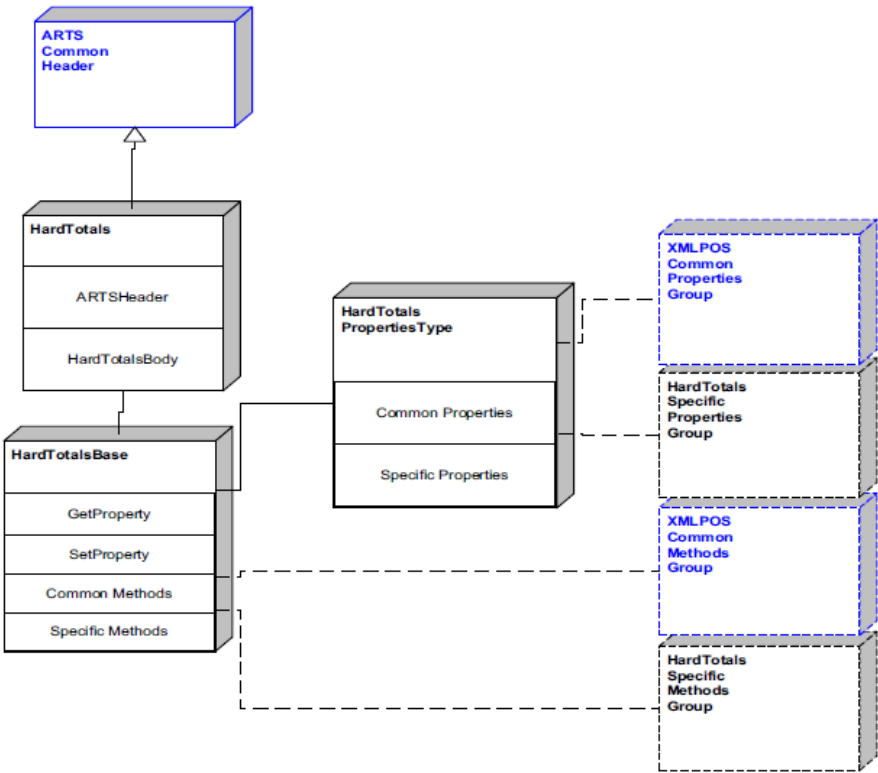 ARTS
Common
Header
HardTotals
ARTSHeader
HardTotalsBody
HardTotalsBase
GetProperty
SetProperty
Common Methods
Specific Methods
HardTotals
PropertiesType
Common Properties
Specific Properties
XMLPOS
Common
Properties
Group
HardTotals
Specific
Properties
Group
XMLPOS
Common
Methods
Group
HardTotals
Specific
Methods
Group